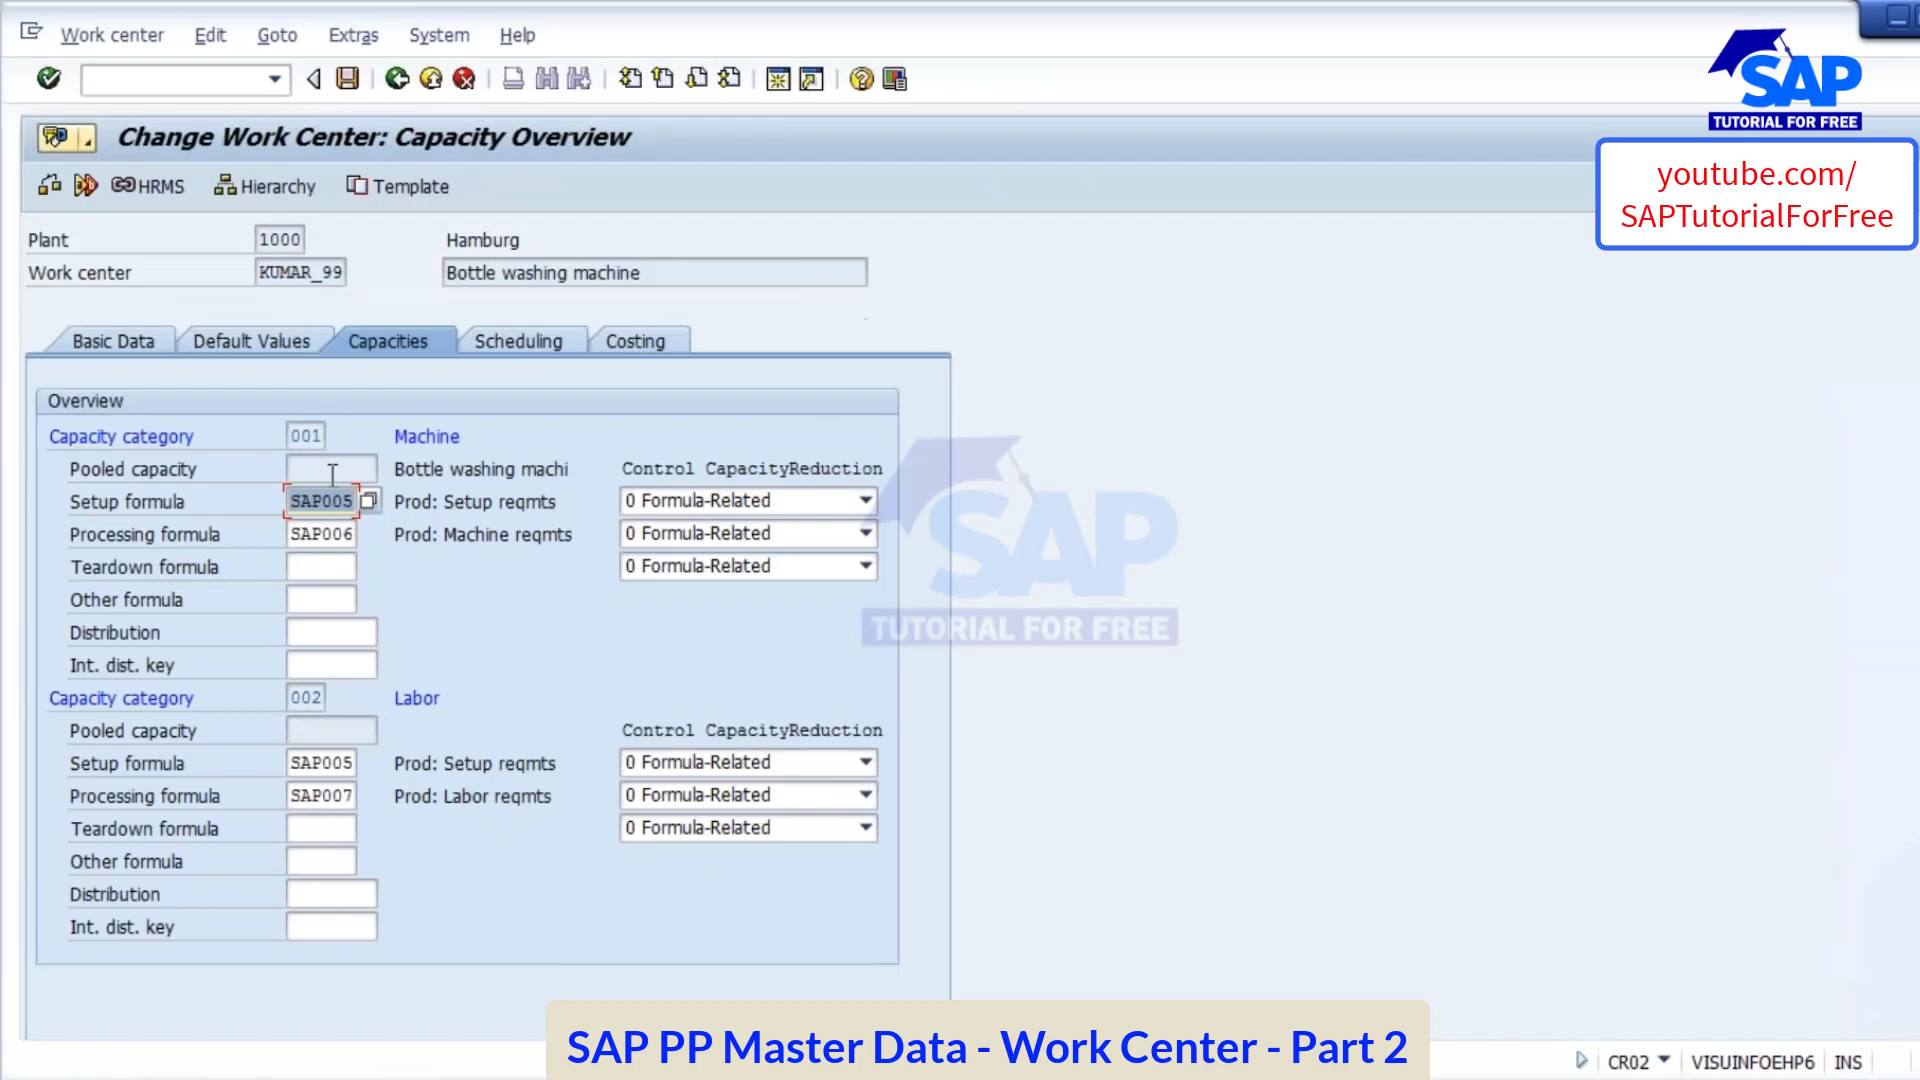 Work center Edit Goto Extras System Help
SAP
TUTORIAL FOR FREE
youtube.com/
SAPTutorialForFree
Change Work Center: Capacity Overview
HRMS Hierarchy Template
Plant 1000 Hamburg
Work center KUMAR_99 Bottle washing machine
Basic Data Default Values Capacities Scheduling Costing
Overview
Capacity category 001 Machine
Pooled capacity Bottle washing machi Control CapacityReduction
Setup formula SAP005 Prod: Setup reqmts 0 Formula-Related
Processing formula SAP006 Prod: Machine reqmts 0 Formula-Related
Teardown formula 0 Formula-Related
Other formula
Distribution
Int. dist. key
SAP
TUTORIAL FOR FREE
Capacity category 002 Labor
Pooled capacity Control CapacityReduction
Setup formula SAP005 Prod: Setup reqmts 0 Formula-Related
Processing formula SAP007 Prod: Labor reqmts 0 Formula-Related
Teardown formula 0 Formula-Related
Other formula
Distribution
Int. dist. key
SAP PP Master Data - Work Center - Part 2
CR02 VISUINFOEHP6 INS